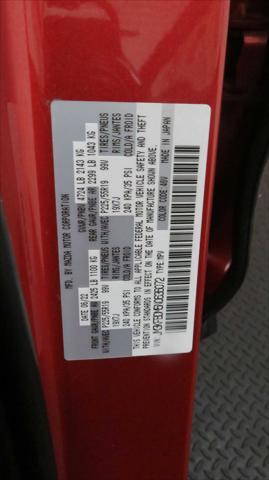 MFD. BY MAZDA MOTOR CORPORATION
DATE: 06/22 GVWR/PNBV 4724 LB 2143 KG
FRONT GAWR/PNBE AV 2425 LB 1100 KG REAR GAWR/PNBE AR 2299 LB 1043 KG
WITH/AVEC P225/55R19 99V TIRES/PNEUS WITH/AVEC P225/55R19 99V TIRES/PNEUS
19X7J RIMS/JANTES 19X7J RIMS/JANTES
240 KPA/35 PSI COLD/A FROID 240 KPA/35 PSI COLD/A FROID
THIS VEHICLE CONFORMS TO ALL APPLICABLE FEDERAL MOTOR VEHICLE SAFETY AND THEFT
PREVENTION STANDARDS IN EFFECT ON THE DATE OF MANUFACTURE SHOWN ABOVE.
TYPE: MPV COLOR CODE: 46V MADE IN JAPAN
VIN: